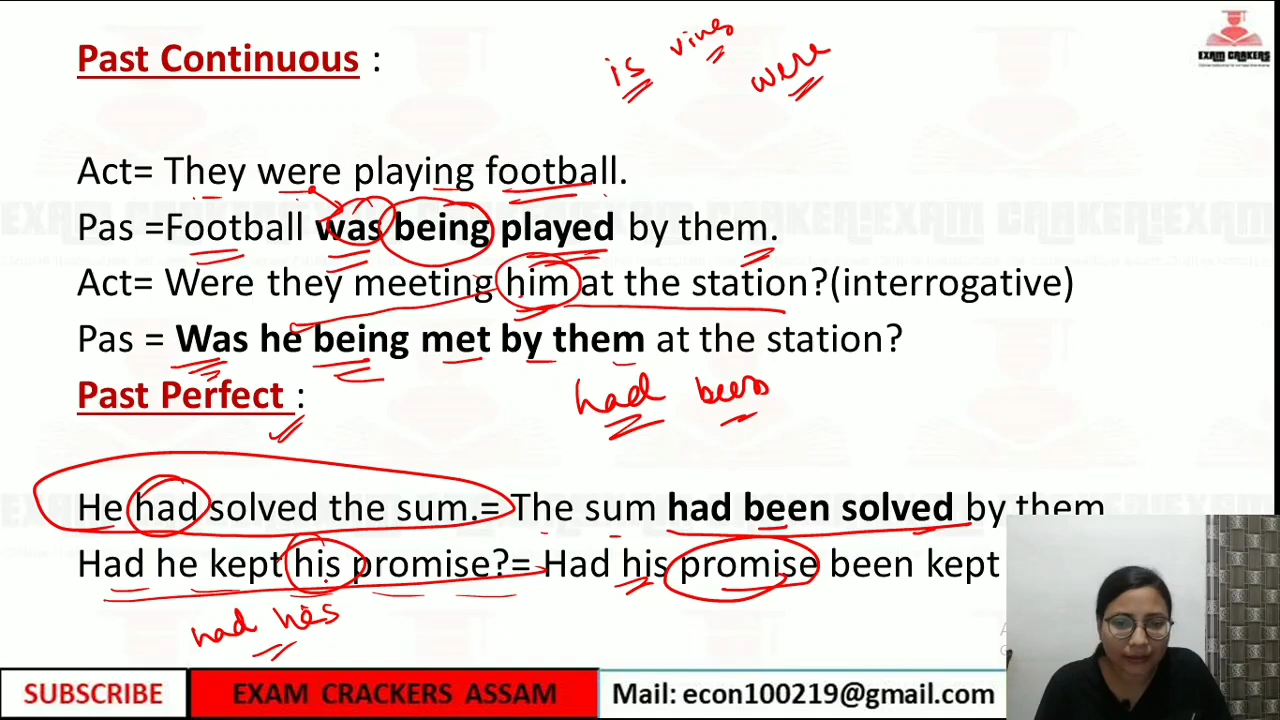 Past Continuous :
is
were
EXAM CRAKERS
Act= They were playing football.
Pas =Football was being played by them.
Act= Were they meeting him at the station?(interrogative)
Pas = Was he being met by them at the station?
Past Perfect :
had been
He had solved the sum.= The sum had been solved by them
Had he kept his promise?= Had his promise been kept
had his
SUBSCRIBE
EXAM CRACKERS ASSAM
Mail: econ100219@gmail.com